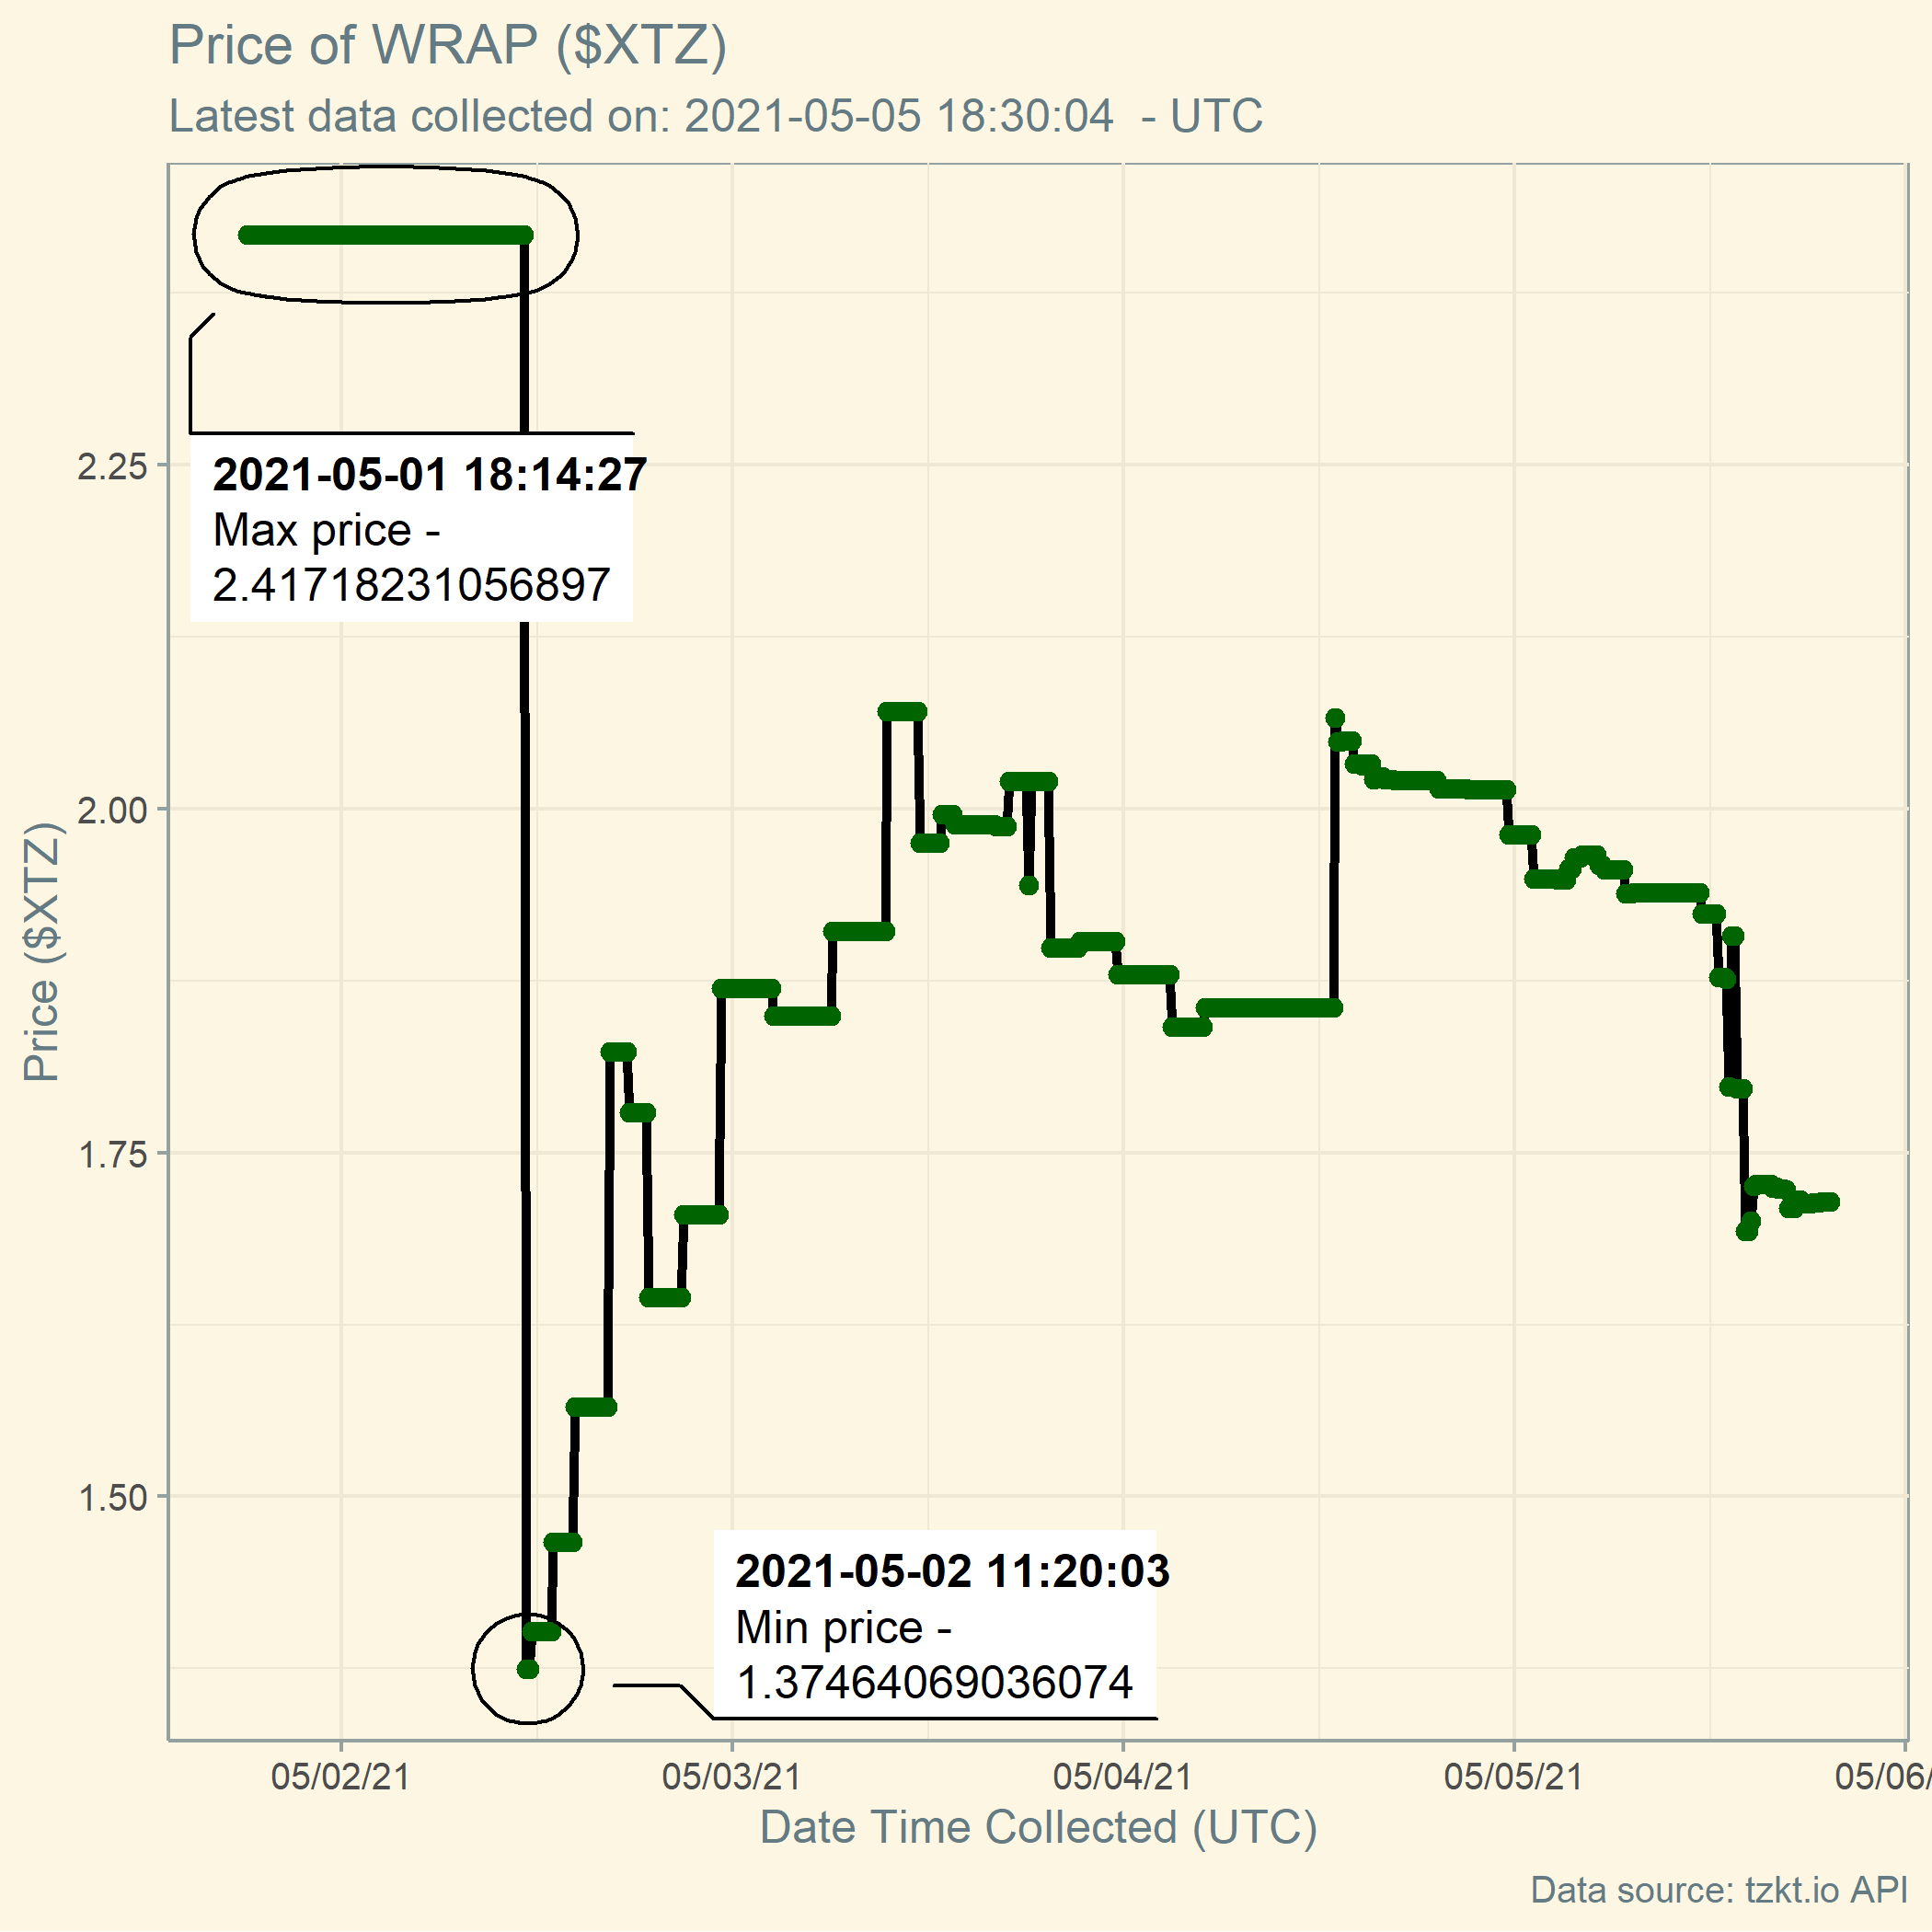 Price of WRAP ($XTZ)
Latest data collected on: 2021-05-05 18:30:04  - UTC
2021-05-01 18:14:27
Max price -
2.41718231056897
2.25
2.00
1.75
1.50
Price ($XTZ)
2021-05-02 11:20:03
Min price -
1.37464069036074
05/02/21
05/03/21
05/04/21
05/05/21
05/06/
Date Time Collected (UTC)
Data source: tzkt.io API